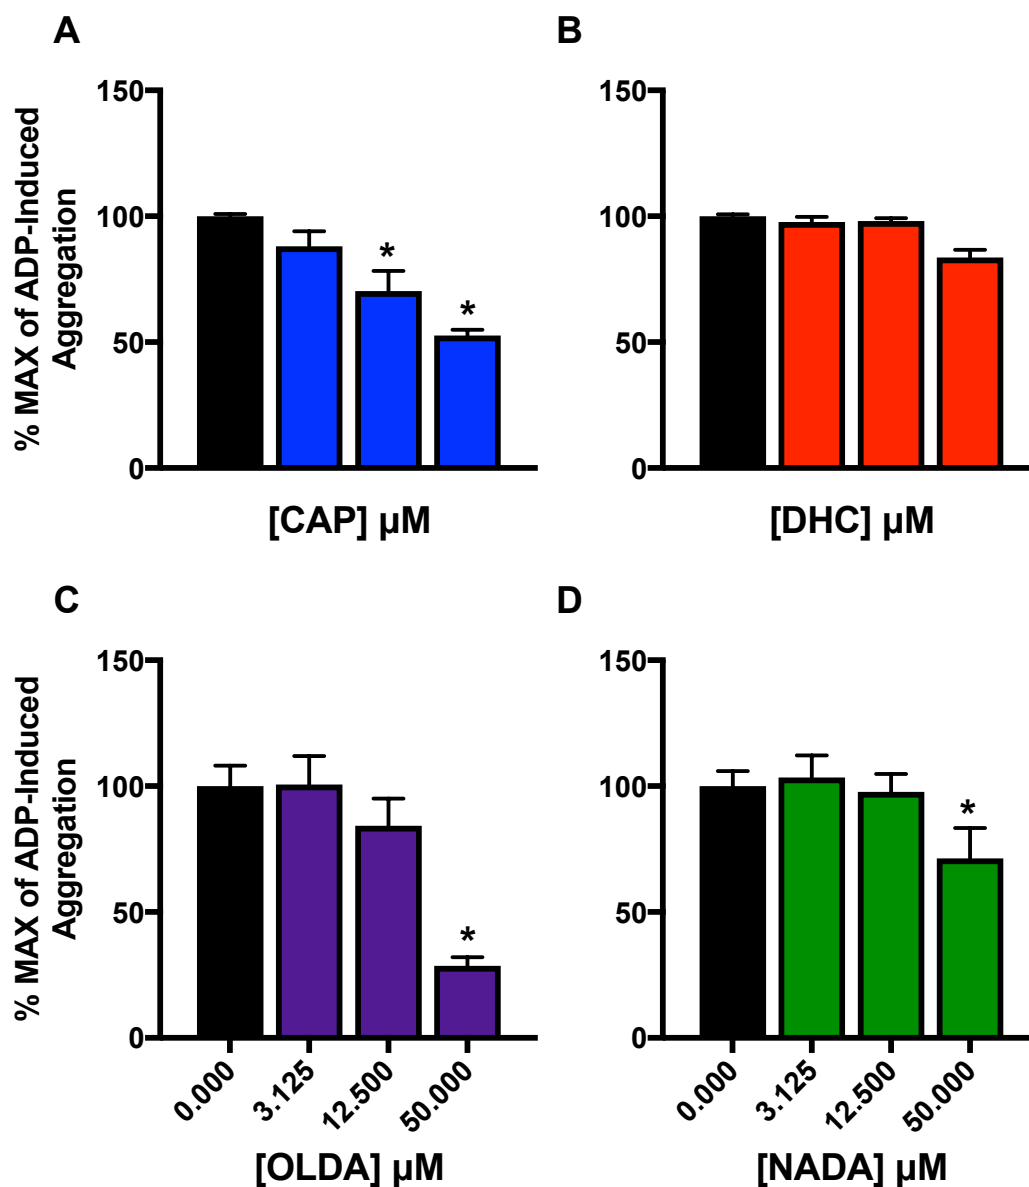 A
% MAX of ADP-Induced
Aggregation
150
100
50
0
*
*
[CAP] µM
B
150
100
50
0
[DHC] µM
C
% MAX of ADP-Induced
Aggregation
150
100
50
0
*
0.000
3.125
12.500
50.000
[OLDA] µM
D
150
100
50
0
*
0.000
3.125
12.500
50.000
[NADA] µM